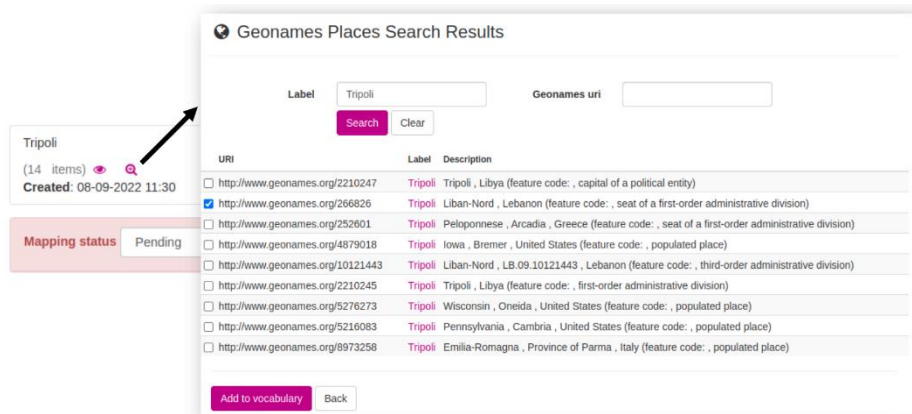 Geonames Places Search Results
Label Tripoli Geonames uri
Search Clear
Tripoli
(14 items)
Created: 08-09-2022 11:30
Mapping status Pending
URI Label Description
http://www.geonames.org/2210247 Tripoli Tripoli , Libya (feature code: , capital of a political entity)
http://www.geonames.org/266826 Tripoli Liban-Nord , Lebanon (feature code: , seat of a first-order administrative division)
http://www.geonames.org/252601 Tripoli Peloponnese , Arcadia , Greece (feature code: , seat of a first-order administrative division)
http://www.geonames.org/4879018 Tripoli Iowa , Bremer , United States (feature code: , populated place)
http://www.geonames.org/10121443 Tripoli Liban-Nord , LB.09.10121443 , Lebanon (feature code: , third-order administrative division)
http://www.geonames.org/2210245 Tripoli Tripoli , Libya (feature code: , first-order administrative division)
http://www.geonames.org/5276273 Tripoli Wisconsin , Oneida , United States (feature code: , populated place)
http://www.geonames.org/5216083 Tripoli Pennsylvania , Cambria , United States (feature code: , populated place)
http://www.geonames.org/8973258 Tripoli Emilia-Romagna , Province of Parma , Italy (feature code: , populated place)
Add to vocabulary Back